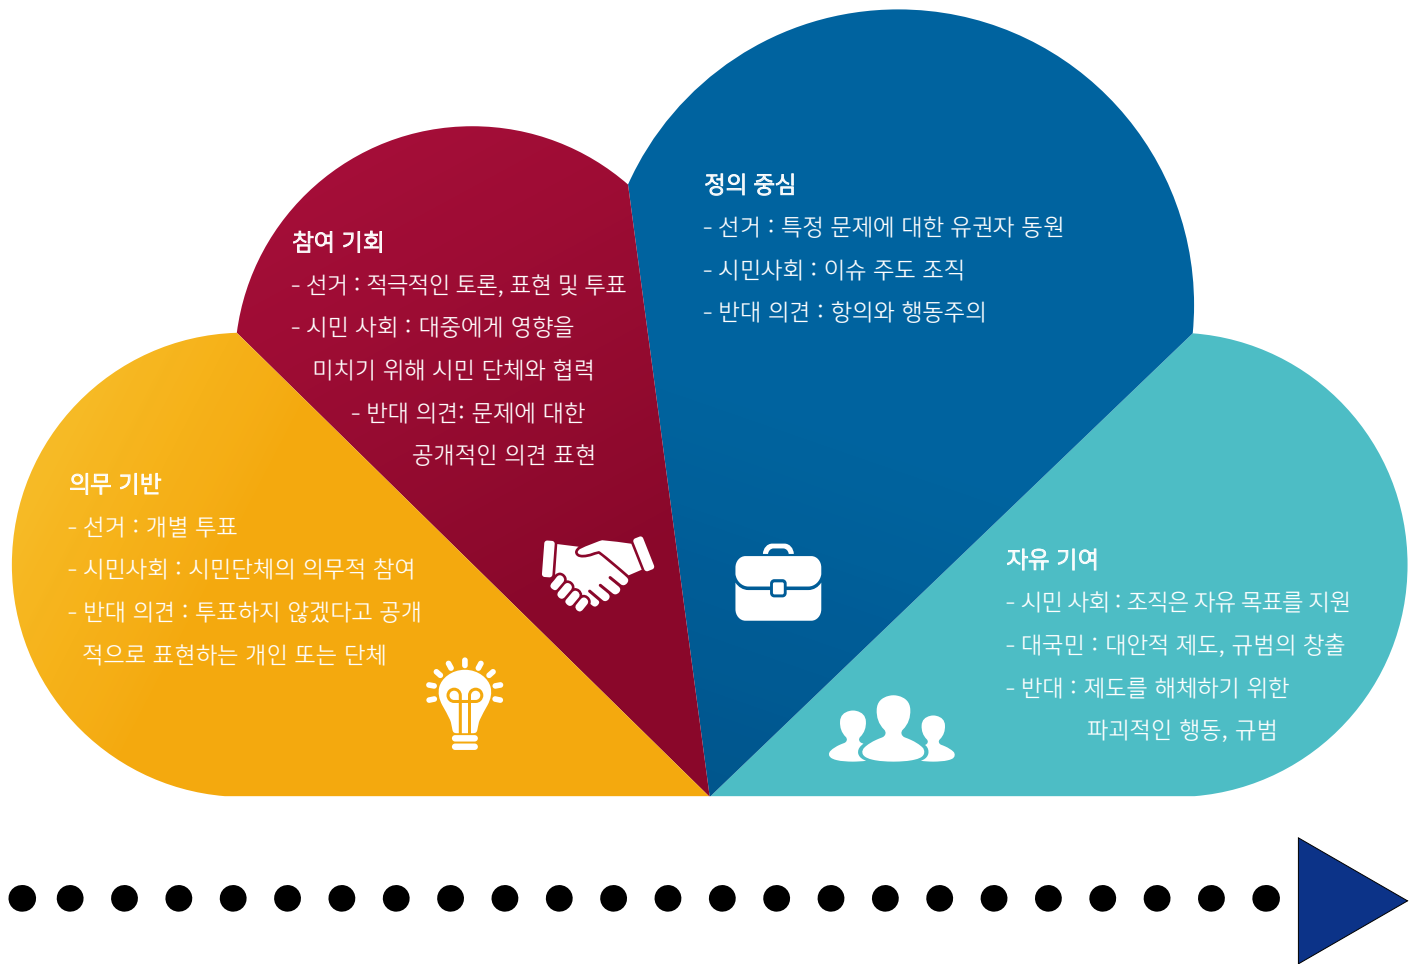 의무 기반
- 선거 : 개별 투표
- 시민사회 : 시민단체의 의무적 참여
- 반대 의견 : 투표하지 않겠다고 공개
적으로 표현하는 개인 또는 단체
참여 기회
- 선거 : 적극적인 토론, 표현 및 투표
- 시민 사회 : 대중에게 영향을
미치기 위해 시민 단체와 협력
- 반대 의견: 문제에 대한
공개적인 의견 표현
정의 중심
- 선거 : 특정 문제에 대한 유권자 동원
- 시민사회 : 이슈 주도 조직
- 반대 의견 : 항의와 행동주의
자유 기여
- 시민 사회 : 조직은 자유 목표를 지원
- 대국민 : 대안적 제도, 규범의 창출
- 반대 : 제도를 해체하기 위한
파괴적인 행동, 규범